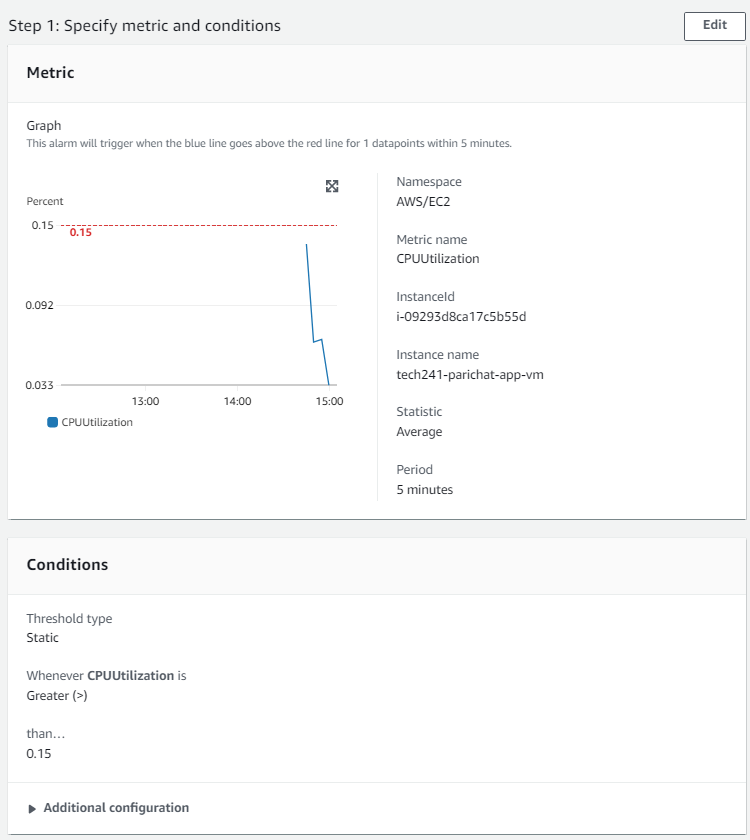 Step 1: Specify metric and conditions
Edit
Metric
Graph
This alarm will trigger when the blue line goes above the red line for 1 datapoints within 5 minutes.
Percent
0.15
0.15
0.092
0.033
13:00 14:00 15:00
CPUUtilization
Namespace
AWS/EC2
Metric name
CPUUtilization
InstanceId
i-09293d8ca17c5b55d
Instance name
tech241-parichat-app-vm
Statistic
Average
Period
5 minutes
Conditions
Threshold type
Static
Whenever CPUUtilization is
Greater (>)
than…
0.15
Additional configuration